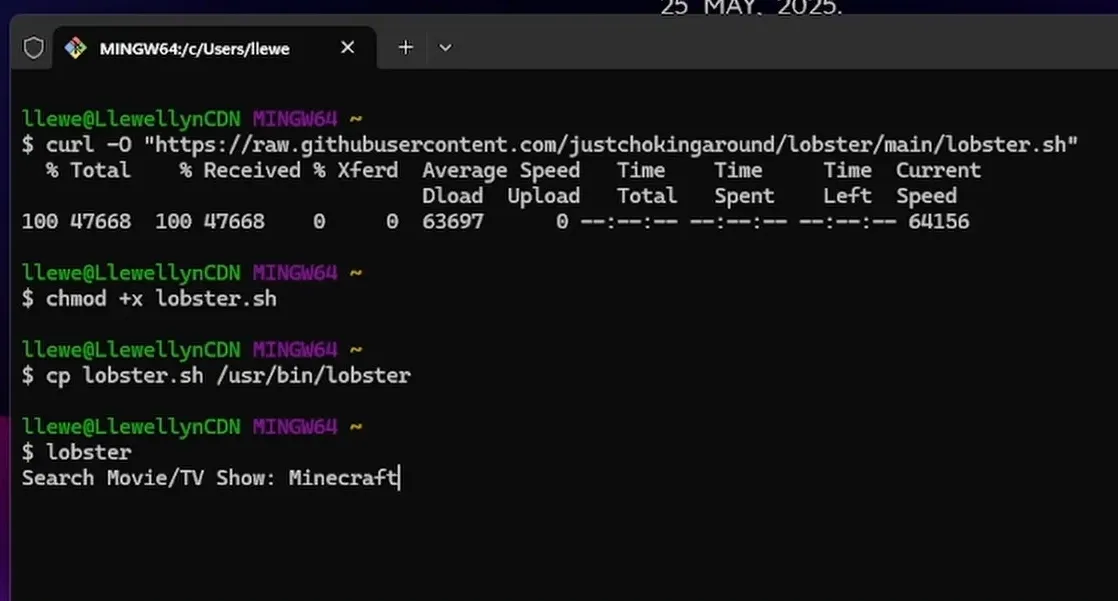 25 MAY, 2025.
MINGW64:/c/Users/llewe
llewe@LlewellynCDN MINGW64 ~
$ curl -O "https://raw.githubusercontent.com/justchokingaround/lobster/main/lobster.sh"
% Total % Received % Xferd Average Speed Time Time Time Current
Dload Upload Total Spent Left Speed
100 47668 100 47668 0 0 63697 0 --:--:-- --:--:-- --:--:-- 64156
llewe@LlewellynCDN MINGW64 ~
$ chmod +x lobster.sh
llewe@LlewellynCDN MINGW64 ~
$ cp lobster.sh /usr/bin/lobster
llewe@LlewellynCDN MINGW64 ~
$ lobster
Search Movie/TV Show: Minecraft